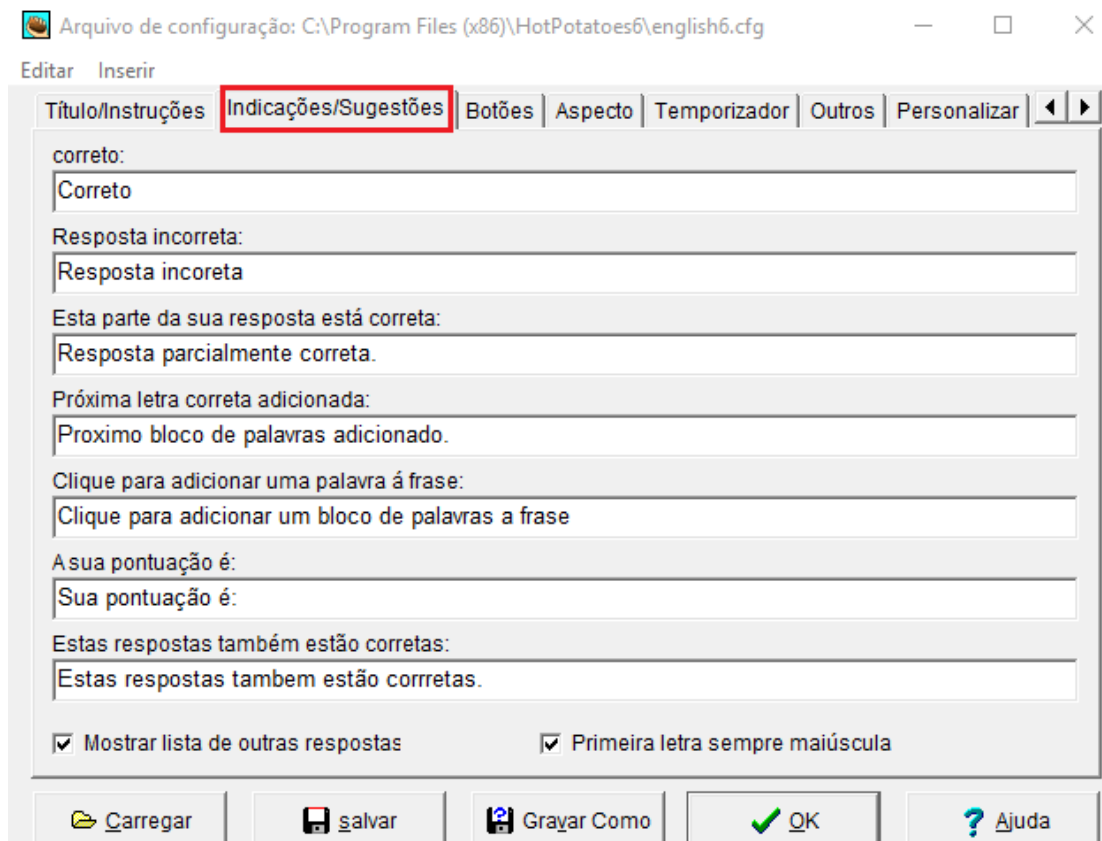 Arquivo de configuração: C:\Program Files (x86)\HotPotatoes6\english6.cfg
Editar Inserir
Título/Instruções Indicações/Sugestões Botões Aspecto Temporizador Outros Personalizar
correto:
Correto
Resposta incorreta:
Resposta incoreta
Esta parte da sua resposta está correta:
Resposta parcialmente correta.
Próxima letra correta adicionada:
Proximo bloco de palavras adicionado.
Clique para adicionar uma palavra á frase:
Clique para adicionar um bloco de palavras a frase
A sua pontuação é:
Sua pontuação é:
Estas respostas também estão corretas:
Estas respostas tambem estão corrretas.
Mostrar lista de outras respostas Primeira letra sempre maiúscula
Carregar salvar Gravar Como OK Ajuda